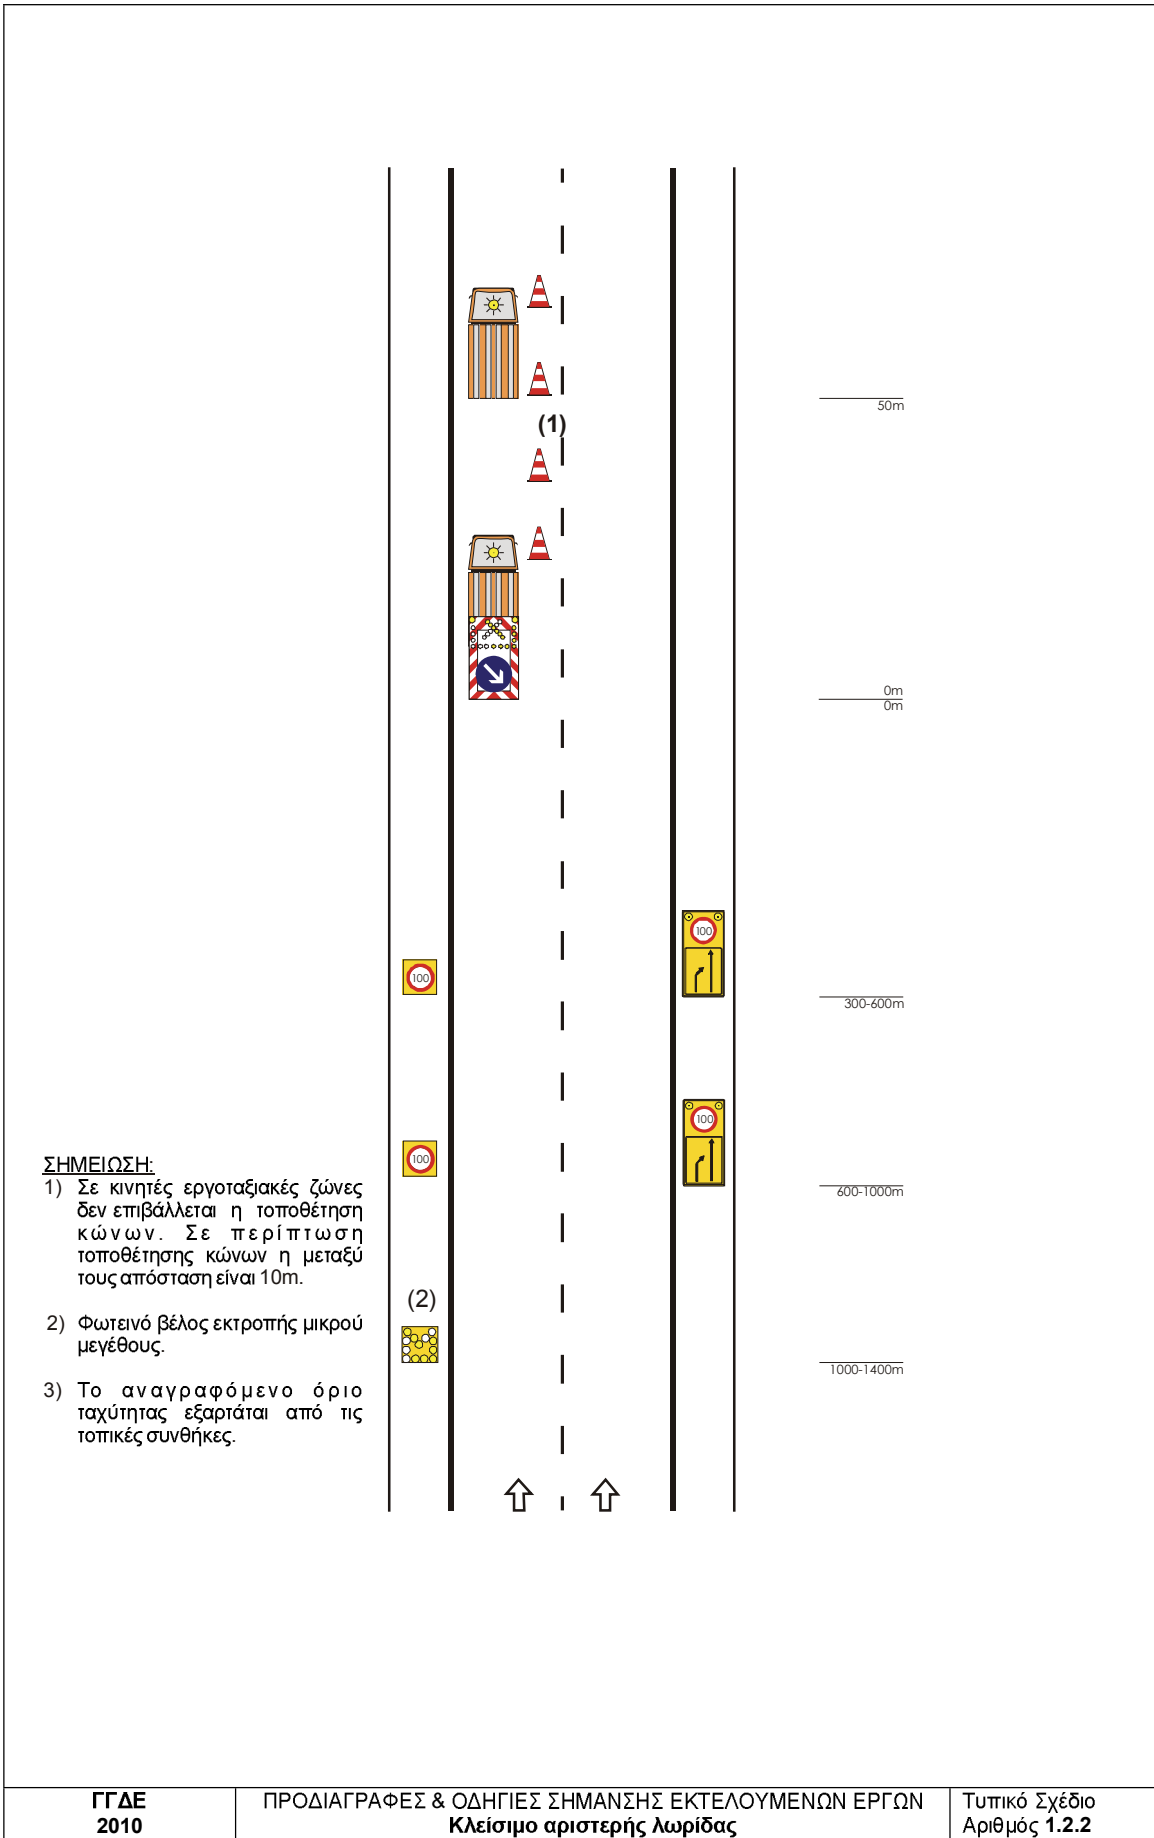 (1)
50m
0m
0m
100
100
300-600m
100
100
600-1000m
ΣΗΜΕΙΩΣΗ:
1) Σε κινητές εργοταξιακές ζώνες
δεν επιβάλλεται η τοποθέτηση
κώνων. Σε περίπτωση
τοποθέτησης κώνων η μεταξύ
τους απόσταση είναι 10m.
(2)
2) Φωτεινό βέλος εκτροπής μικρού
μεγέθους.
1000-1400m
3) Το αναγραφόμενο όριο
ταχύτητας εξαρτάται από τις
τοπικές συνθήκες.
ΓΓΔΕ
2010
ΠΡΟΔΙΑΓΡΑΦΕΣ & ΟΔΗΓΙΕΣ ΣΗΜΑΝΣΗΣ ΕΚΤΕΛΟΥΜΕΝΩΝ ΕΡΓΩΝ
Κλείσιμο αριστερής λωρίδας
Τυπικό Σχέδιο
Αριθμός 1.2.2